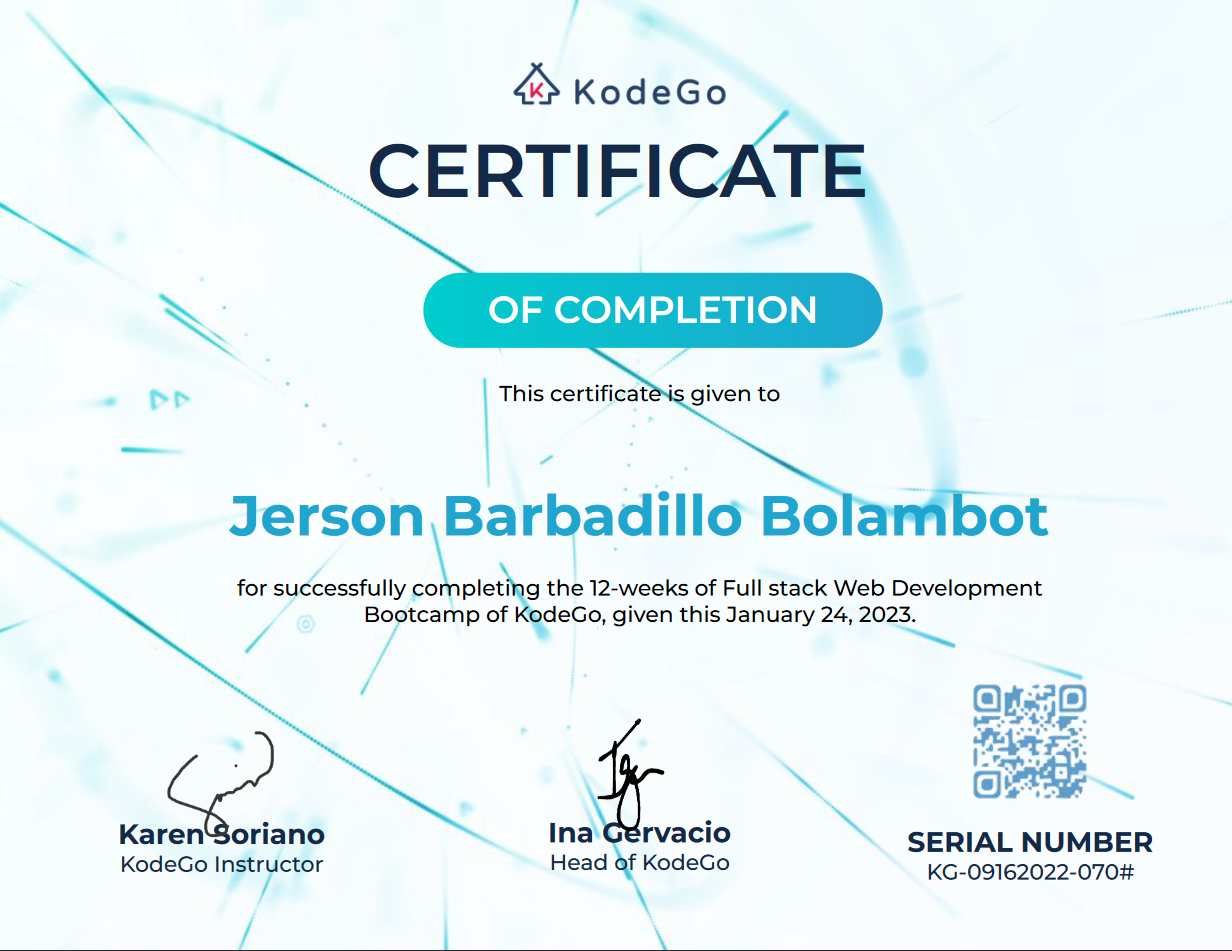 KodeGo
CERTIFICATE
OF COMPLETION
This certificate is given to
Jerson Barbadillo Bolambot
for successfully completing the 12-weeks of Full stack Web Development
Bootcamp of KodeGo, given this January 24, 2023.
Karen Soriano
KodeGo Instructor
Ina Gervacio
Head of KodeGo
SERIAL NUMBER
KG-09162022-070#